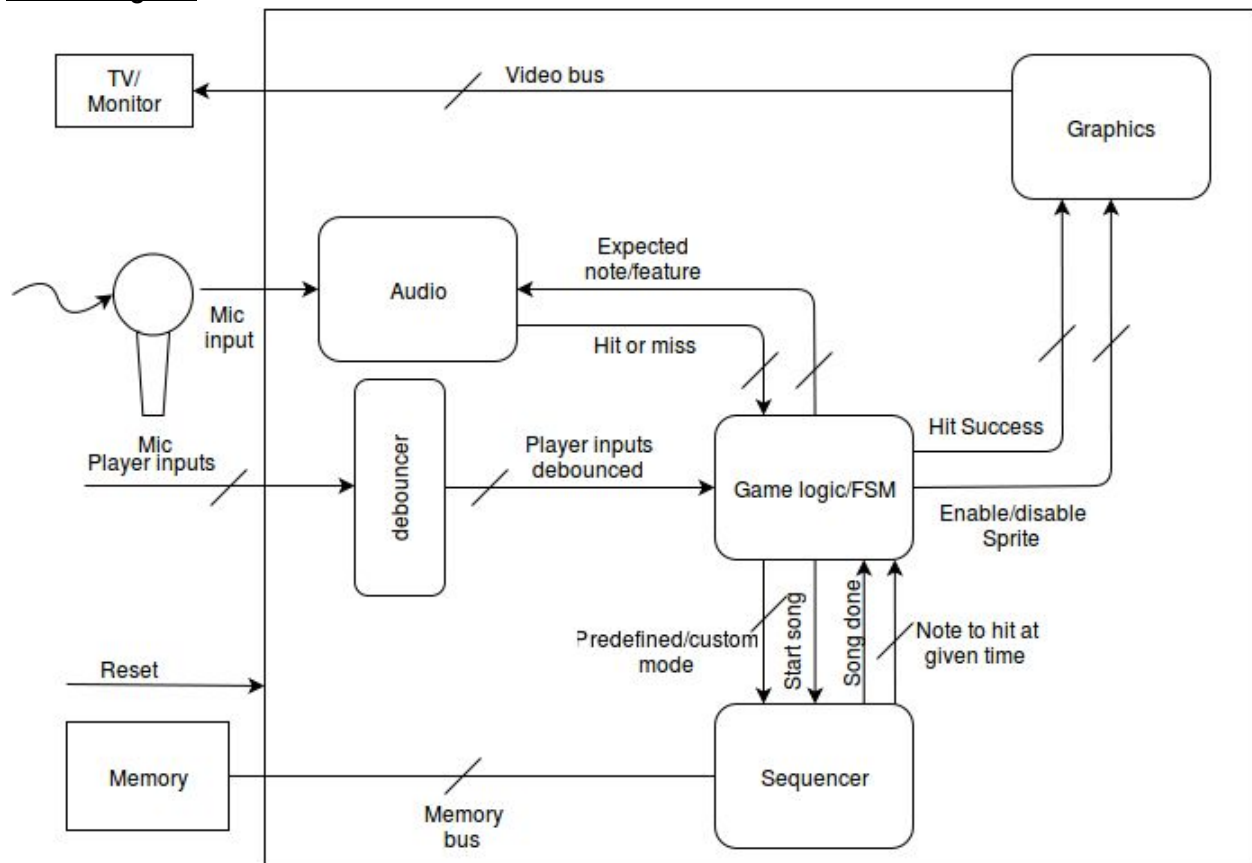 TV/
Monitor
Video bus
Graphics
Audio
Expected
note/feature
Mic
input
Hit or miss
Mic
Player inputs
debouncer
Player inputs
debounced
Game logic/FSM
Hit Success
Enable/disable
Sprite
Predefined/custom
mode
Start song
Song done
Note to hit at
given time
Reset
Memory
Memory
bus
Sequencer